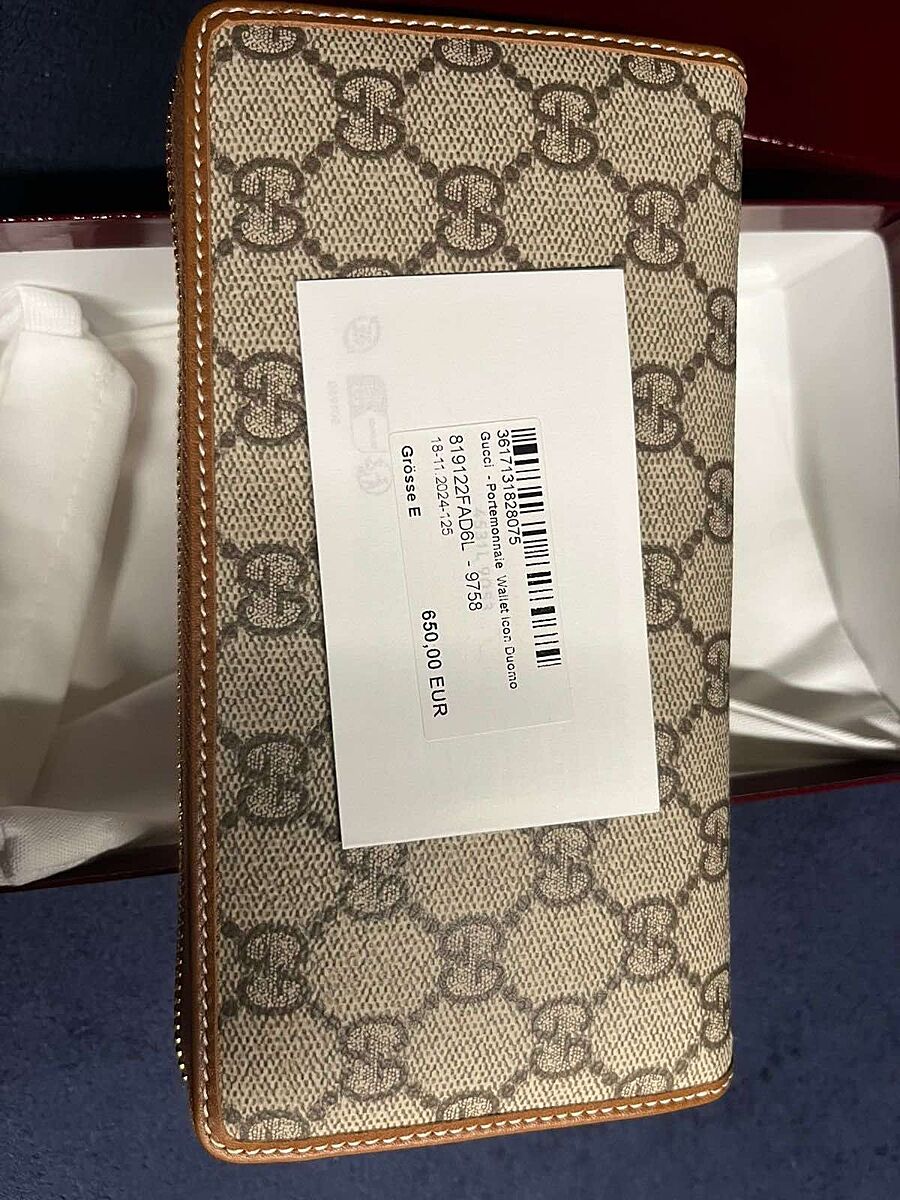 3617131828075
Gucci - Portemonnaie Wallet icon Duomo
819122FAD6L - 9758
18-11.2024-125
Grösse E
650,00 EUR